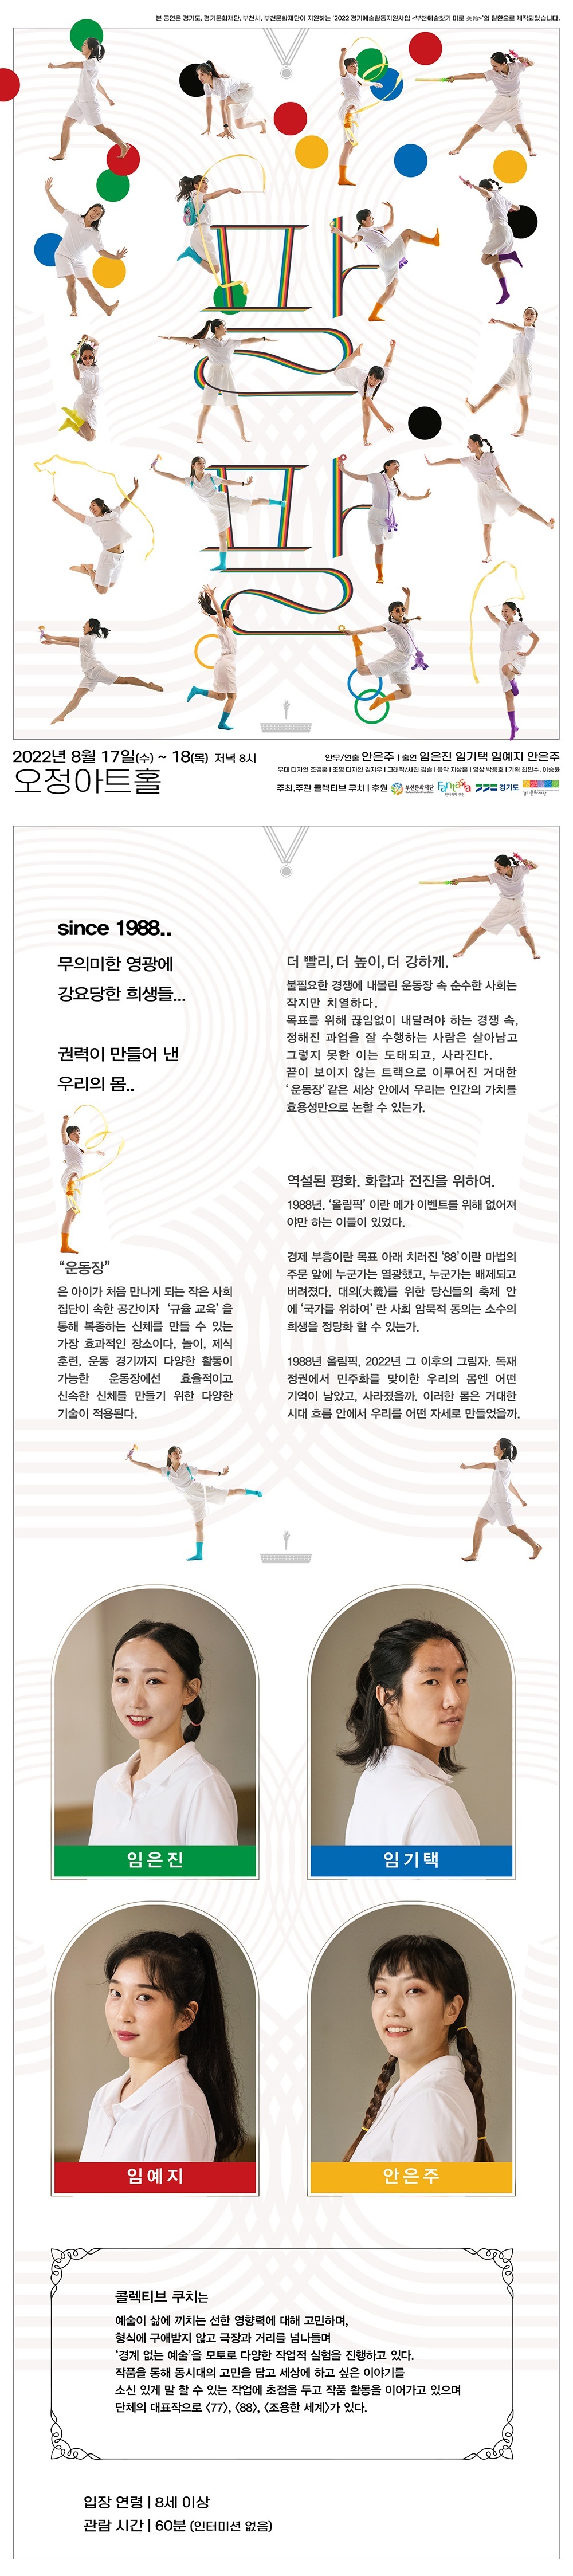 본 공연은 경기도, 경기문화재단, 부천시, 부천문화재단이 지원하는 '2022 경기예술활동지원사업 <부천예술찾기 미로 美路>'의 일환으로 제작되었습니다.
팔
팔
2022년 8월 17일(수) ~ 18(목) 저녁 8시
오정아트홀
안무/연출 안은주 | 출연 임은진 임기택 임예지 안은주
무대 디자인 조경훈 | 조명 디자인 김지우 | 그래픽/사진 김솔 | 음악 지상훈 | 영상 박용호 | 기획 최민수, 이승윤
주최,주관 콜렉티브 쿠치 | 후원 부천문화재단 Fantasia 경기도 경기문화재단
since 1988..
무의미한 영광에
강요당한 희생들...
권력이 만들어 낸
우리의 몸..
“운동장”
은 아이가 처음 만나게 되는 작은 사회
집단이 속한 공간이자 ‘규율 교육’ 을
통해 복종하는 신체를 만들 수 있는
가장 효과적인 장소이다. 놀이, 제식
훈련, 운동 경기까지 다양한 활동이
가능한 운동장에선 효율적이고
신속한 신체를 만들기 위한 다양한
기술이 적용된다.
더 빨리, 더 높이, 더 강하게.
불필요한 경쟁에 내몰린 운동장 속 순수한 사회는
작지만 치열하다.
목표를 위해 끊임없이 내달려야 하는 경쟁 속,
정해진 과업을 잘 수행하는 사람은 살아남고
그렇지 못한 이는 도태되고, 사라진다.
끝이 보이지 않는 트랙으로 이루어진 거대한
‘운동장’ 같은 세상 안에서 우리는 인간의 가치를
효용성만으로 논할 수 있는가.
역설된 평화. 화합과 전진을 위하여.
1988년, ‘올림픽’ 이란 메가 이벤트를 위해 없어져
야만 하는 이들이 있었다.
경제 부흥이란 목표 아래 치러진 ‘88’ 이란 마법의
주문 앞에 누군가는 열광했고, 누군가는 배제되고
버려졌다. 대의(大義)를 위한 당신들의 축제 안
에 ‘국가를 위하여’ 란 사회 암묵적 동의는 소수의
희생을 정당화 할 수 있는가.
1988년 올림픽, 2022년 그 이후의 그림자. 독재
정권에서 민주화를 맞이한 우리의 몸엔 어떤
기억이 남았고, 사라졌을까. 이러한 몸은 거대한
시대 흐름 안에서 우리를 어떤 자세로 만들었을까.
임은진
임기택
임예지
안은주
콜렉티브 쿠치는
예술이 삶에 끼치는 선한 영향력에 대해 고민하며,
형식에 구애받지 않고 극장과 거리를 넘나들며
‘경계 없는 예술’을 모토로 다양한 작업적 실험을 진행하고 있다.
작품을 통해 동시대의 고민을 담고 세상에 하고 싶은 이야기를
소신 있게 말 할 수 있는 작업에 초점을 두고 작품 활동을 이어가고 있으며
단체의 대표작으로 〈77〉, 〈88〉, 〈조용한 세계〉가 있다.
입장 연령 | 8세 이상
관람 시간 | 60분 (인터미션 없음)